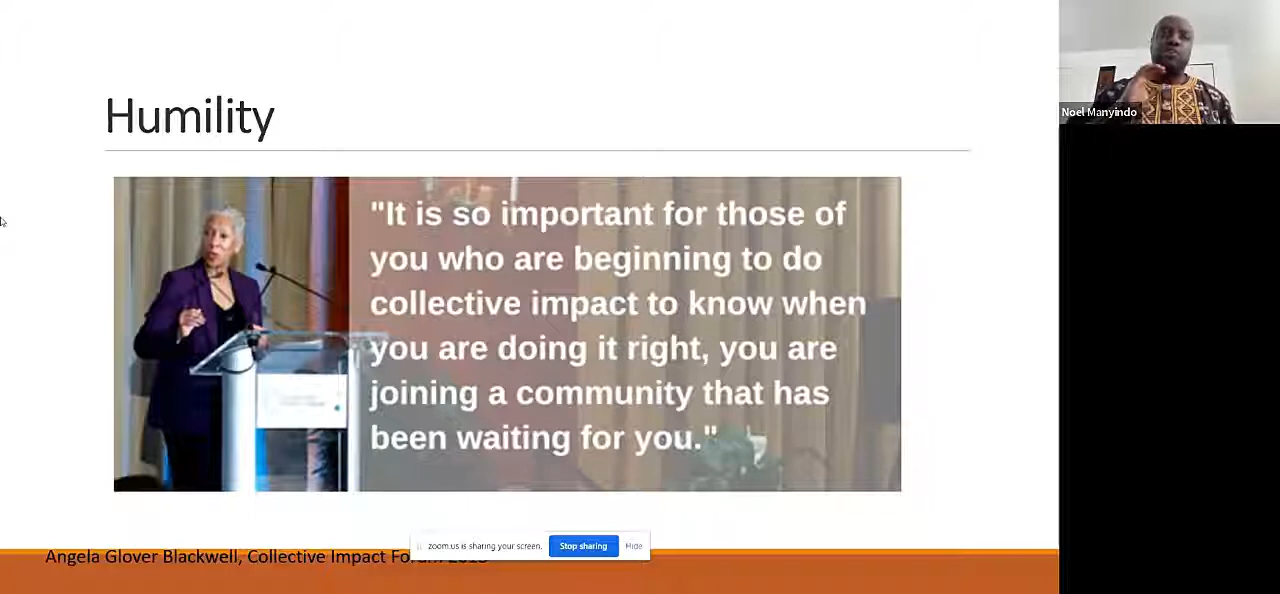 Humility
"It is so important for those of
you who are beginning to do
collective impact to know when
you are doing it right, you are
joining a community that has
been waiting for you."
Noel Manyindo
zoom.us is sharing your screen.
Stop sharing
Hide
Angela Glover Blackwell, Collective Impact